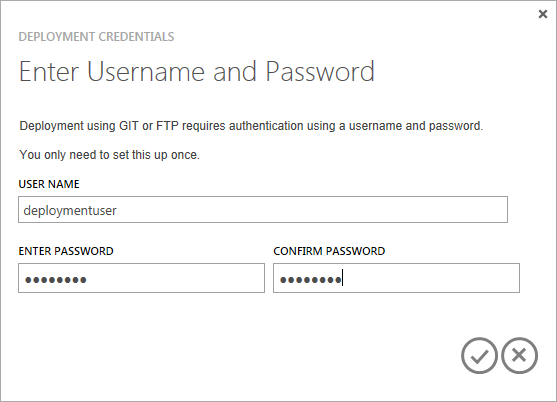 DEPLOYMENT CREDENTIALS
Enter Username and Password
Deployment using GIT or FTP requires authentication using a username and password.
You only need to set this up once.
USER NAME
deploymentuser
ENTER PASSWORD CONFIRM PASSWORD
●●●●●●●● ●●●●●●●●